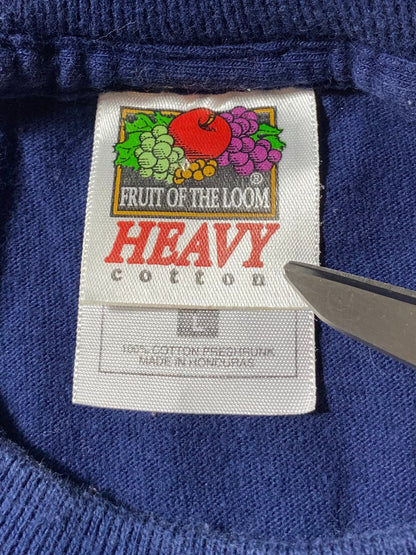 FRUIT OF THE LOOM
®
HEAVY
cotton
L
100% COTTON PRESHRUNK
MADE IN HONDURAS